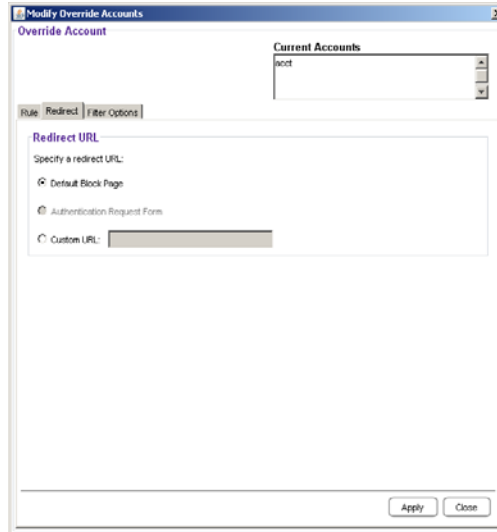 Modify Override Accounts
Override Account
Current Accounts
acct
Rule Redirect Filter Options
Redirect URL
Specify a redirect URL:
Default Block Page
Authentication Request Form
Custom URL:
Apply Close